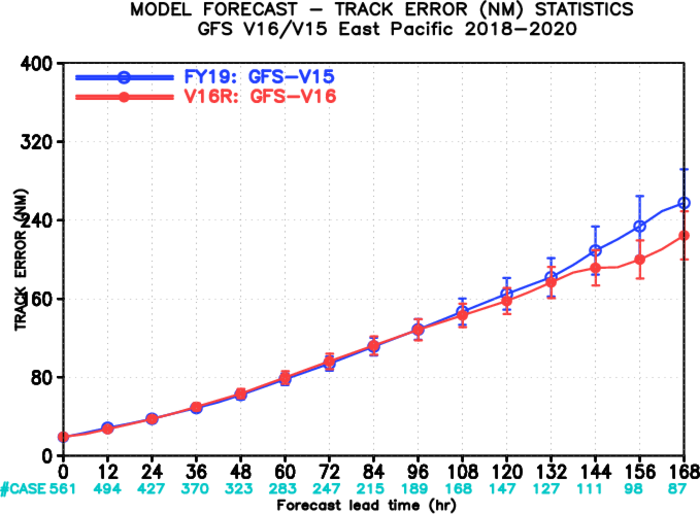 MODEL FORECAST – TRACK ERROR (NM) STATISTICS
GFS V16/V15 East Pacific 2018–2020
400
FY19: GFS–V15
V16R: GFS–V16
320
240
TRACK ERROR (NM)
160
80
0
0 12 24 36 48 60 72 84 96 108 120 132 144 156 168
#CASE 561 494 427 370 323 283 247 215 189 168 147 127 111 98 87
Forecast lead time (hr)